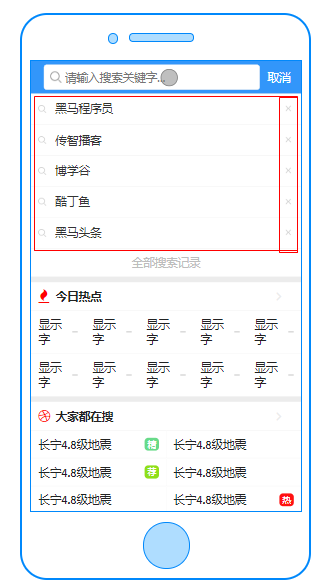 请输入搜索关键字... 取消
黑马程序员 ×
传智播客 ×
博学谷 ×
酷丁鱼 ×
黑马头条 ×
全部搜索记录
今日热点
显示 显示 显示 显示 显示
字 字 字 字 字
显示 显示 显示 显示 显示
字 字 字 字 字
大家都在搜
长宁4.8级地震 精 长宁4.8级地震
长宁4.8级地震 荐 长宁4.8级地震
长宁4.8级地震 长宁4.8级地震 热